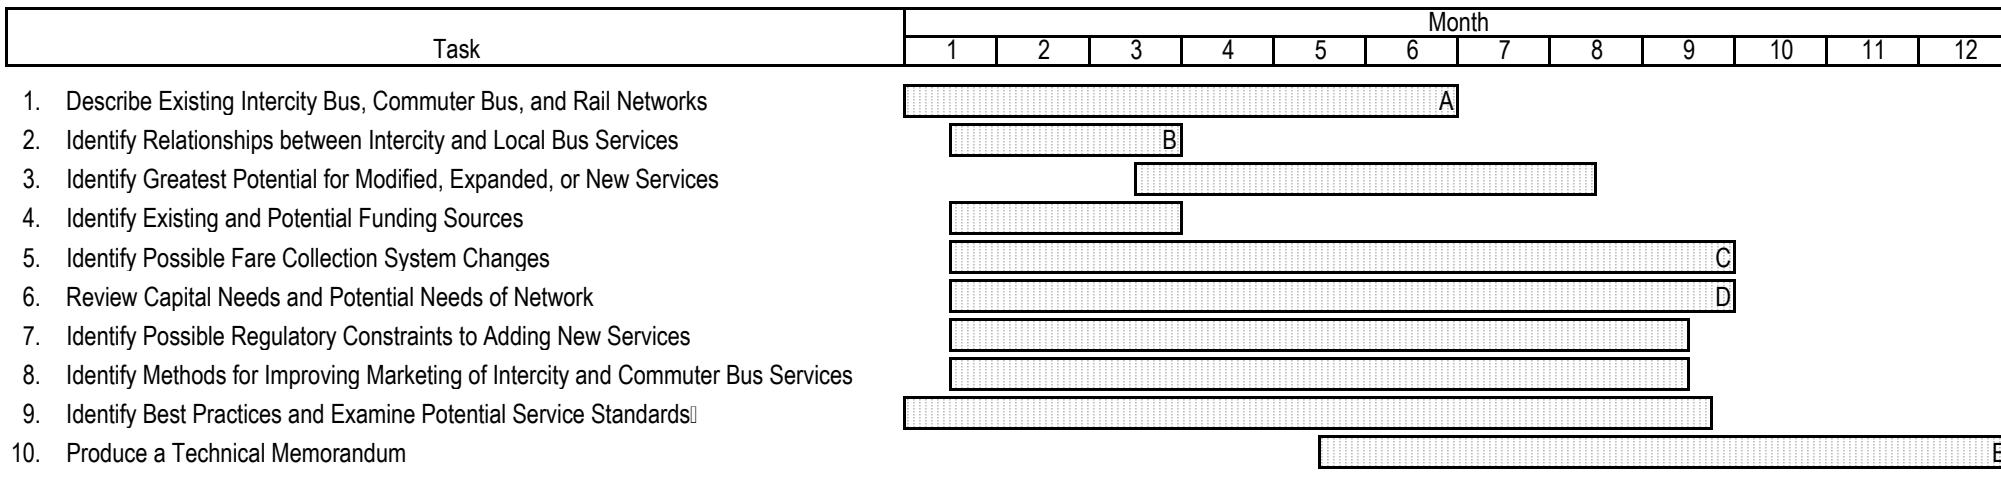 Month
Task 1 2 3 4 5 6 7 8 9 10 11 12
1. Describe Existing Intercity Bus, Commuter Bus, and Rail Networks A
2. Identify Relationships between Intercity and Local Bus Services B
3. Identify Greatest Potential for Modified, Expanded, or New Services
4. Identify Existing and Potential Funding Sources
5. Identify Possible Fare Collection System Changes C
6. Review Capital Needs and Potential Needs of Network D
7. Identify Possible Regulatory Constraints to Adding New Services
8. Identify Methods for Improving Marketing of Intercity and Commuter Bus Services
9. Identify Best Practices and Examine Potential Service Standards
10. Produce a Technical Memorandum E